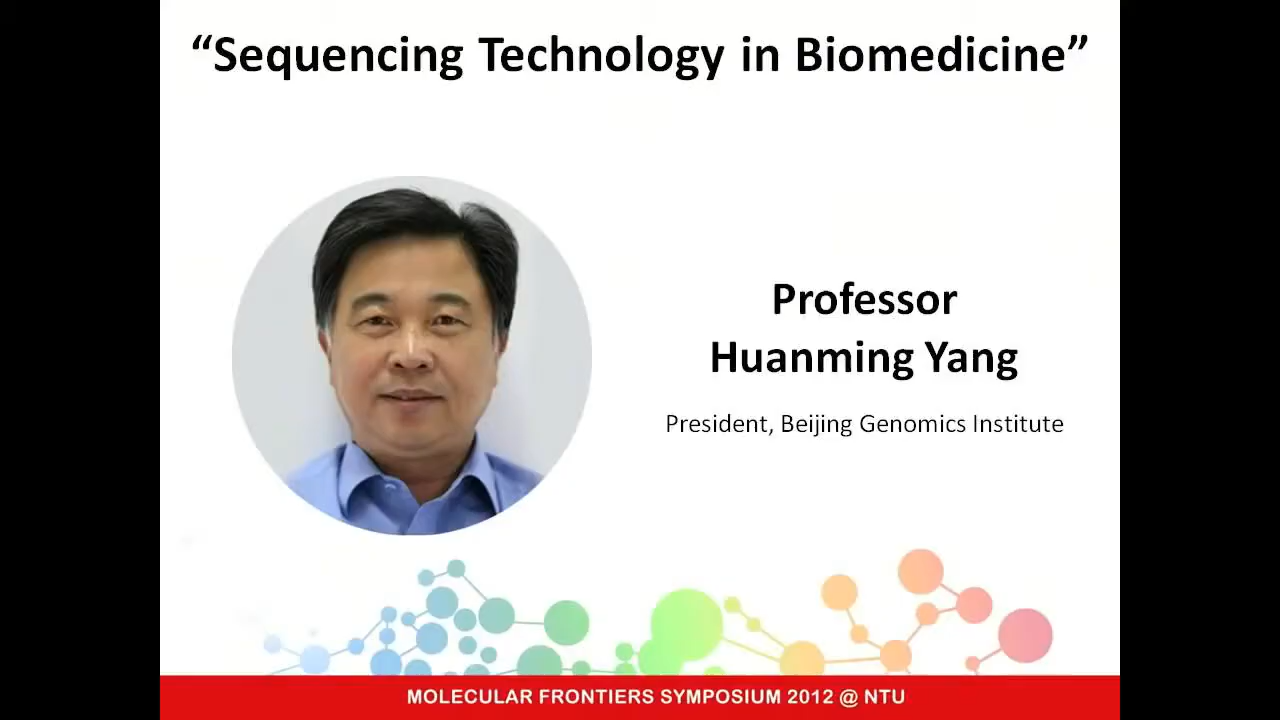 “Sequencing Technology in Biomedicine”
Professor
Huanming Yang
President, Beijing Genomics Institute
MOLECULAR FRONTIERS SYMPOSIUM 2012 @ NTU